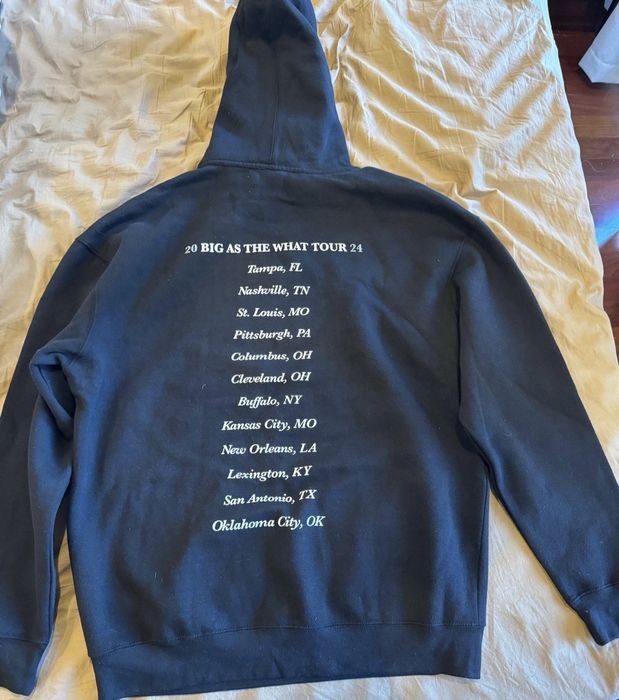 20 BIG AS THE WHAT TOUR 24
Tampa, FL
Nashville, TN
St. Louis, MO
Pittsburgh, PA
Columbus, OH
Cleveland, OH
Buffalo, NY
Kansas City, MO
New Orleans, LA
Lexington, KY
San Antonio, TX
Oklahoma City, OK